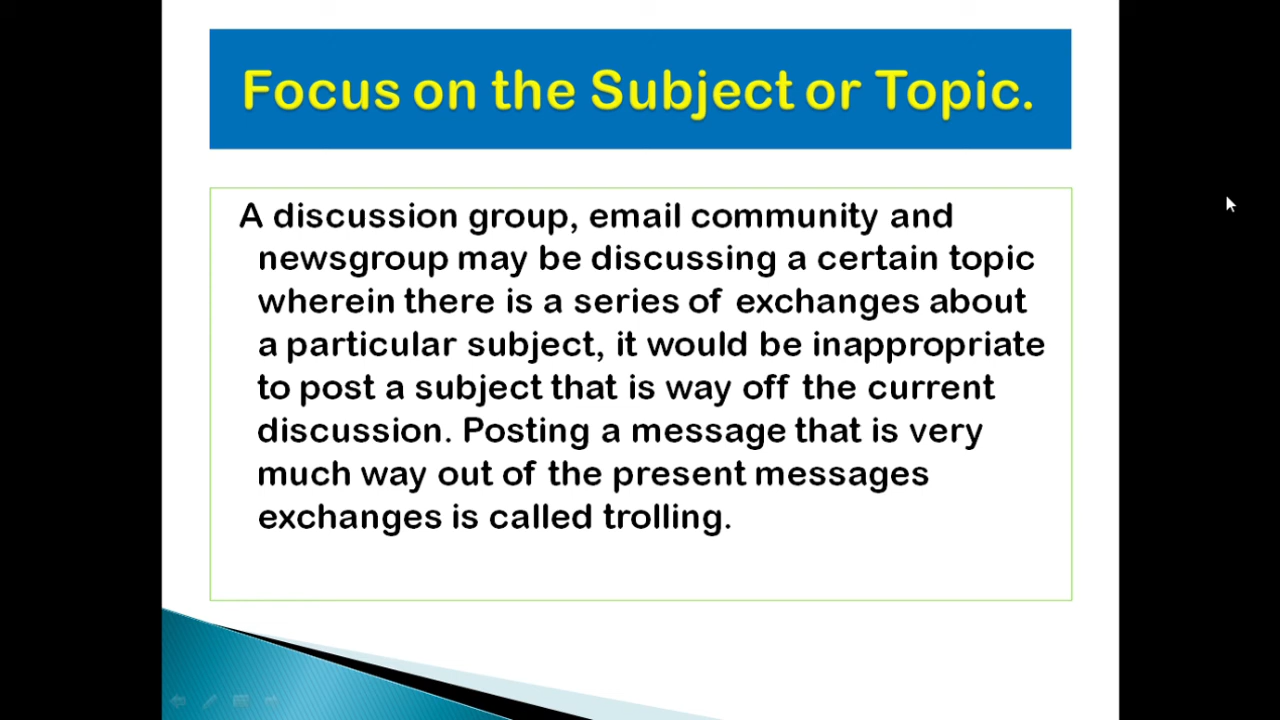 Focus on the Subject or Topic.
A discussion group, email community and
newsgroup may be discussing a certain topic
wherein there is a series of exchanges about
a particular subject, it would be inappropriate
to post a subject that is way off the current
discussion. Posting a message that is very
much way out of the present messages
exchanges is called trolling.